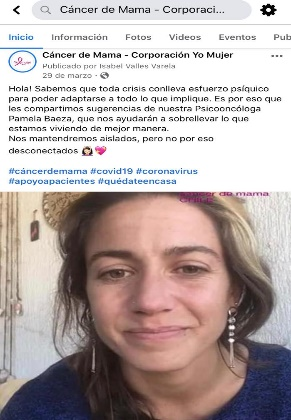 Cáncer de Mama - Corporaci...
Inicio Información Fotos Videos Eventos Pub
Cáncer de Mama - Corporación Yo Mujer
Publicado por Isabel Valles Varela
29 de marzo ·
Hola! Sabemos que toda crisis conlleva esfuerzo psíquico
para poder adaptarse a todo lo que implique. Es por eso que
les compartimos sugerencias de nuestra Psicooncóloga
Pamela Baeza, que nos ayudarán a sobrellevar lo que
estamos viviendo de mejor manera.
Nos mantendremos aislados, pero no por eso
desconectados
#cáncerdemama #covid19 #coronavirus
#apoyoapacientes #quédateencasa
de mama